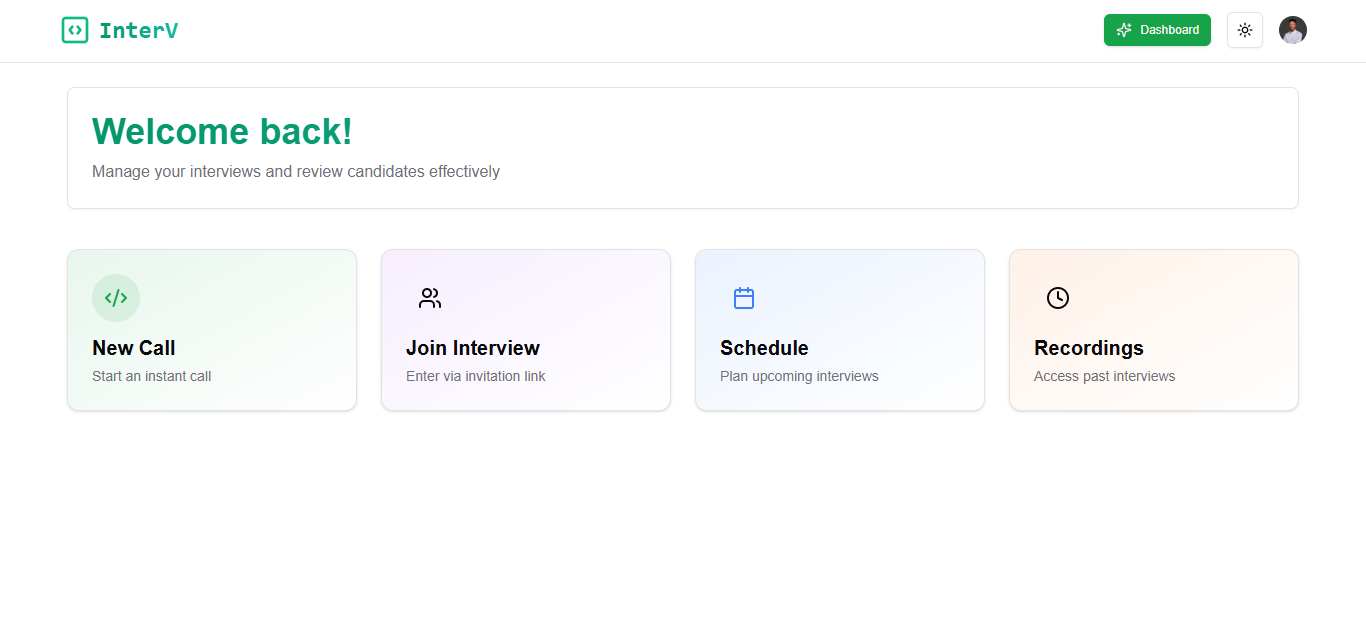 InterV
Dashboard
Welcome back!
Manage your interviews and review candidates effectively
New Call
Start an instant call
Join Interview
Enter via invitation link
Schedule
Plan upcoming interviews
Recordings
Access past interviews